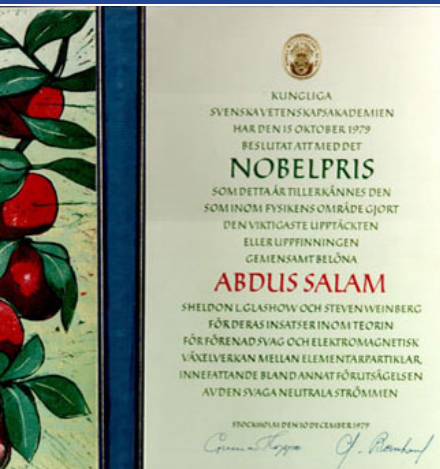 KUNGLIGA
SVENSKA VETENSKAPSAKADEMIEN
HAR DEN 15 OKTOBER 1979
BESLUTAT ATT MED DET
NOBELPRIS
SOM DETTA ÅR TILLERKÄNNES DEN
SOM INOM FYSIKENS OMRÅDE GJORT
DEN VIKTIGASTE UPPTÄCKTEN
ELLER UPPFINNINGEN
GEMENSAMT BELÖNA
ABDUS SALAM
SHELDON L. GLASHOW OCH STEVEN WEINBERG
FÖR DERAS INSATSER INOM TEORIN
FÖR FÖRENAD SVAG OCH ELEKTROMAGNETISK
VÄXELVERKAN MELLAN ELEMENTARPARTIKLAR,
INNEFATTANDE BLAND ANNAT FÖRUTSÄGELSEN
AV DEN SVAGA NEUTRALA STRÖMMEN
STOCKHOLM DEN 10 DECEMBER 1979